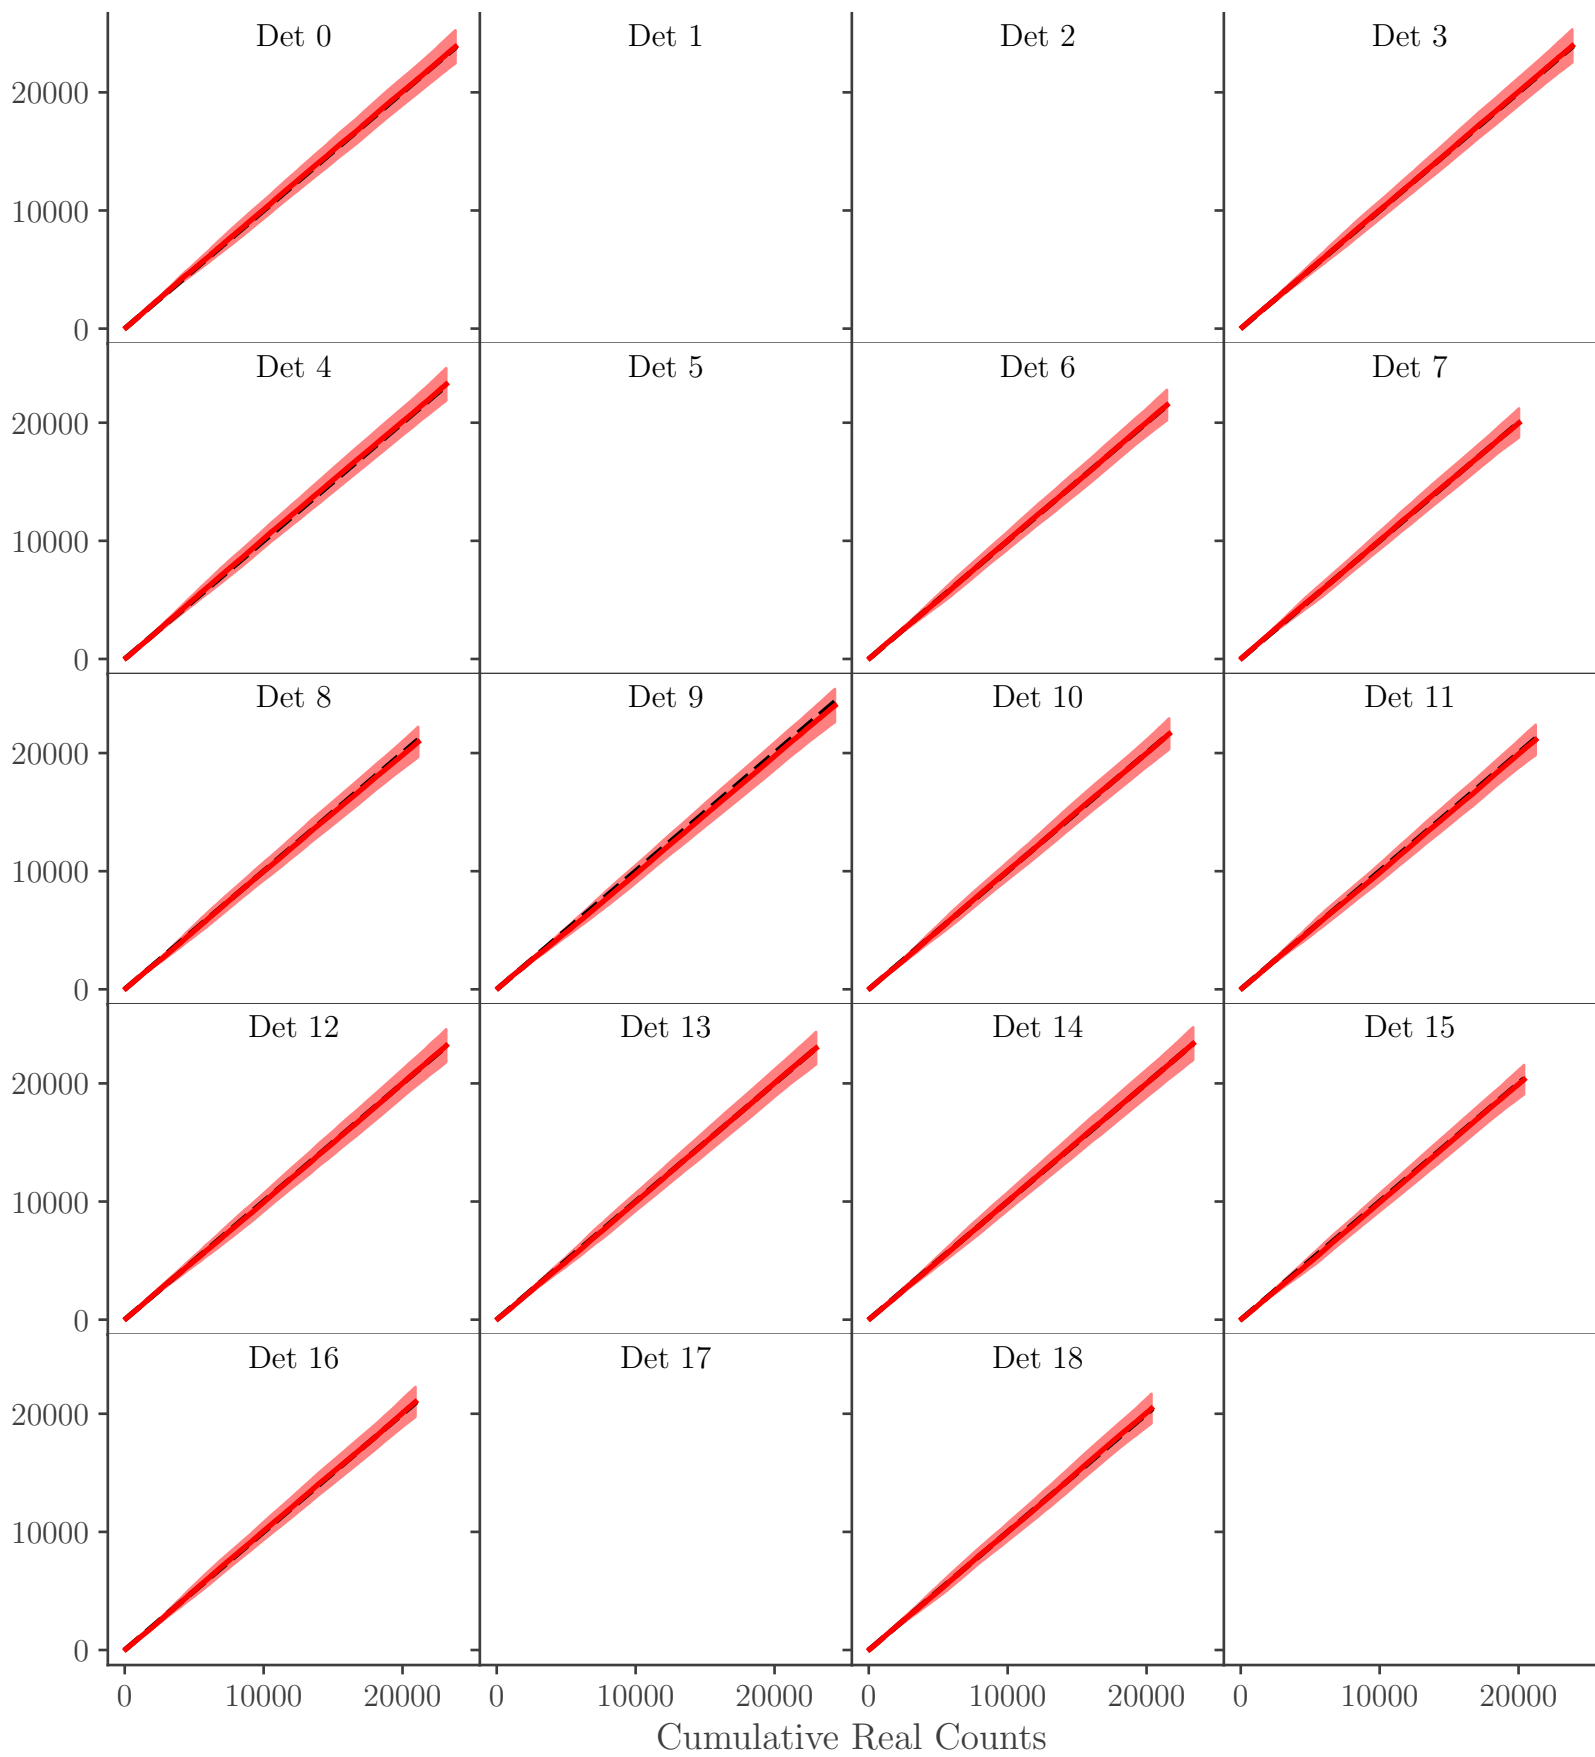 Det 0 Det 1 Det 2 Det 3
20000
10000
0
Det 4 Det 5 Det 6 Det 7
20000
10000
0
Det 8 Det 9 Det 10 Det 11
20000
10000
0
Det 12 Det 13 Det 14 Det 15
20000
10000
0
Det 16 Det 17 Det 18
20000
10000
0
0 10000 20000 0 10000 20000 0 10000 20000 0 10000 20000
Cumulative Real Counts